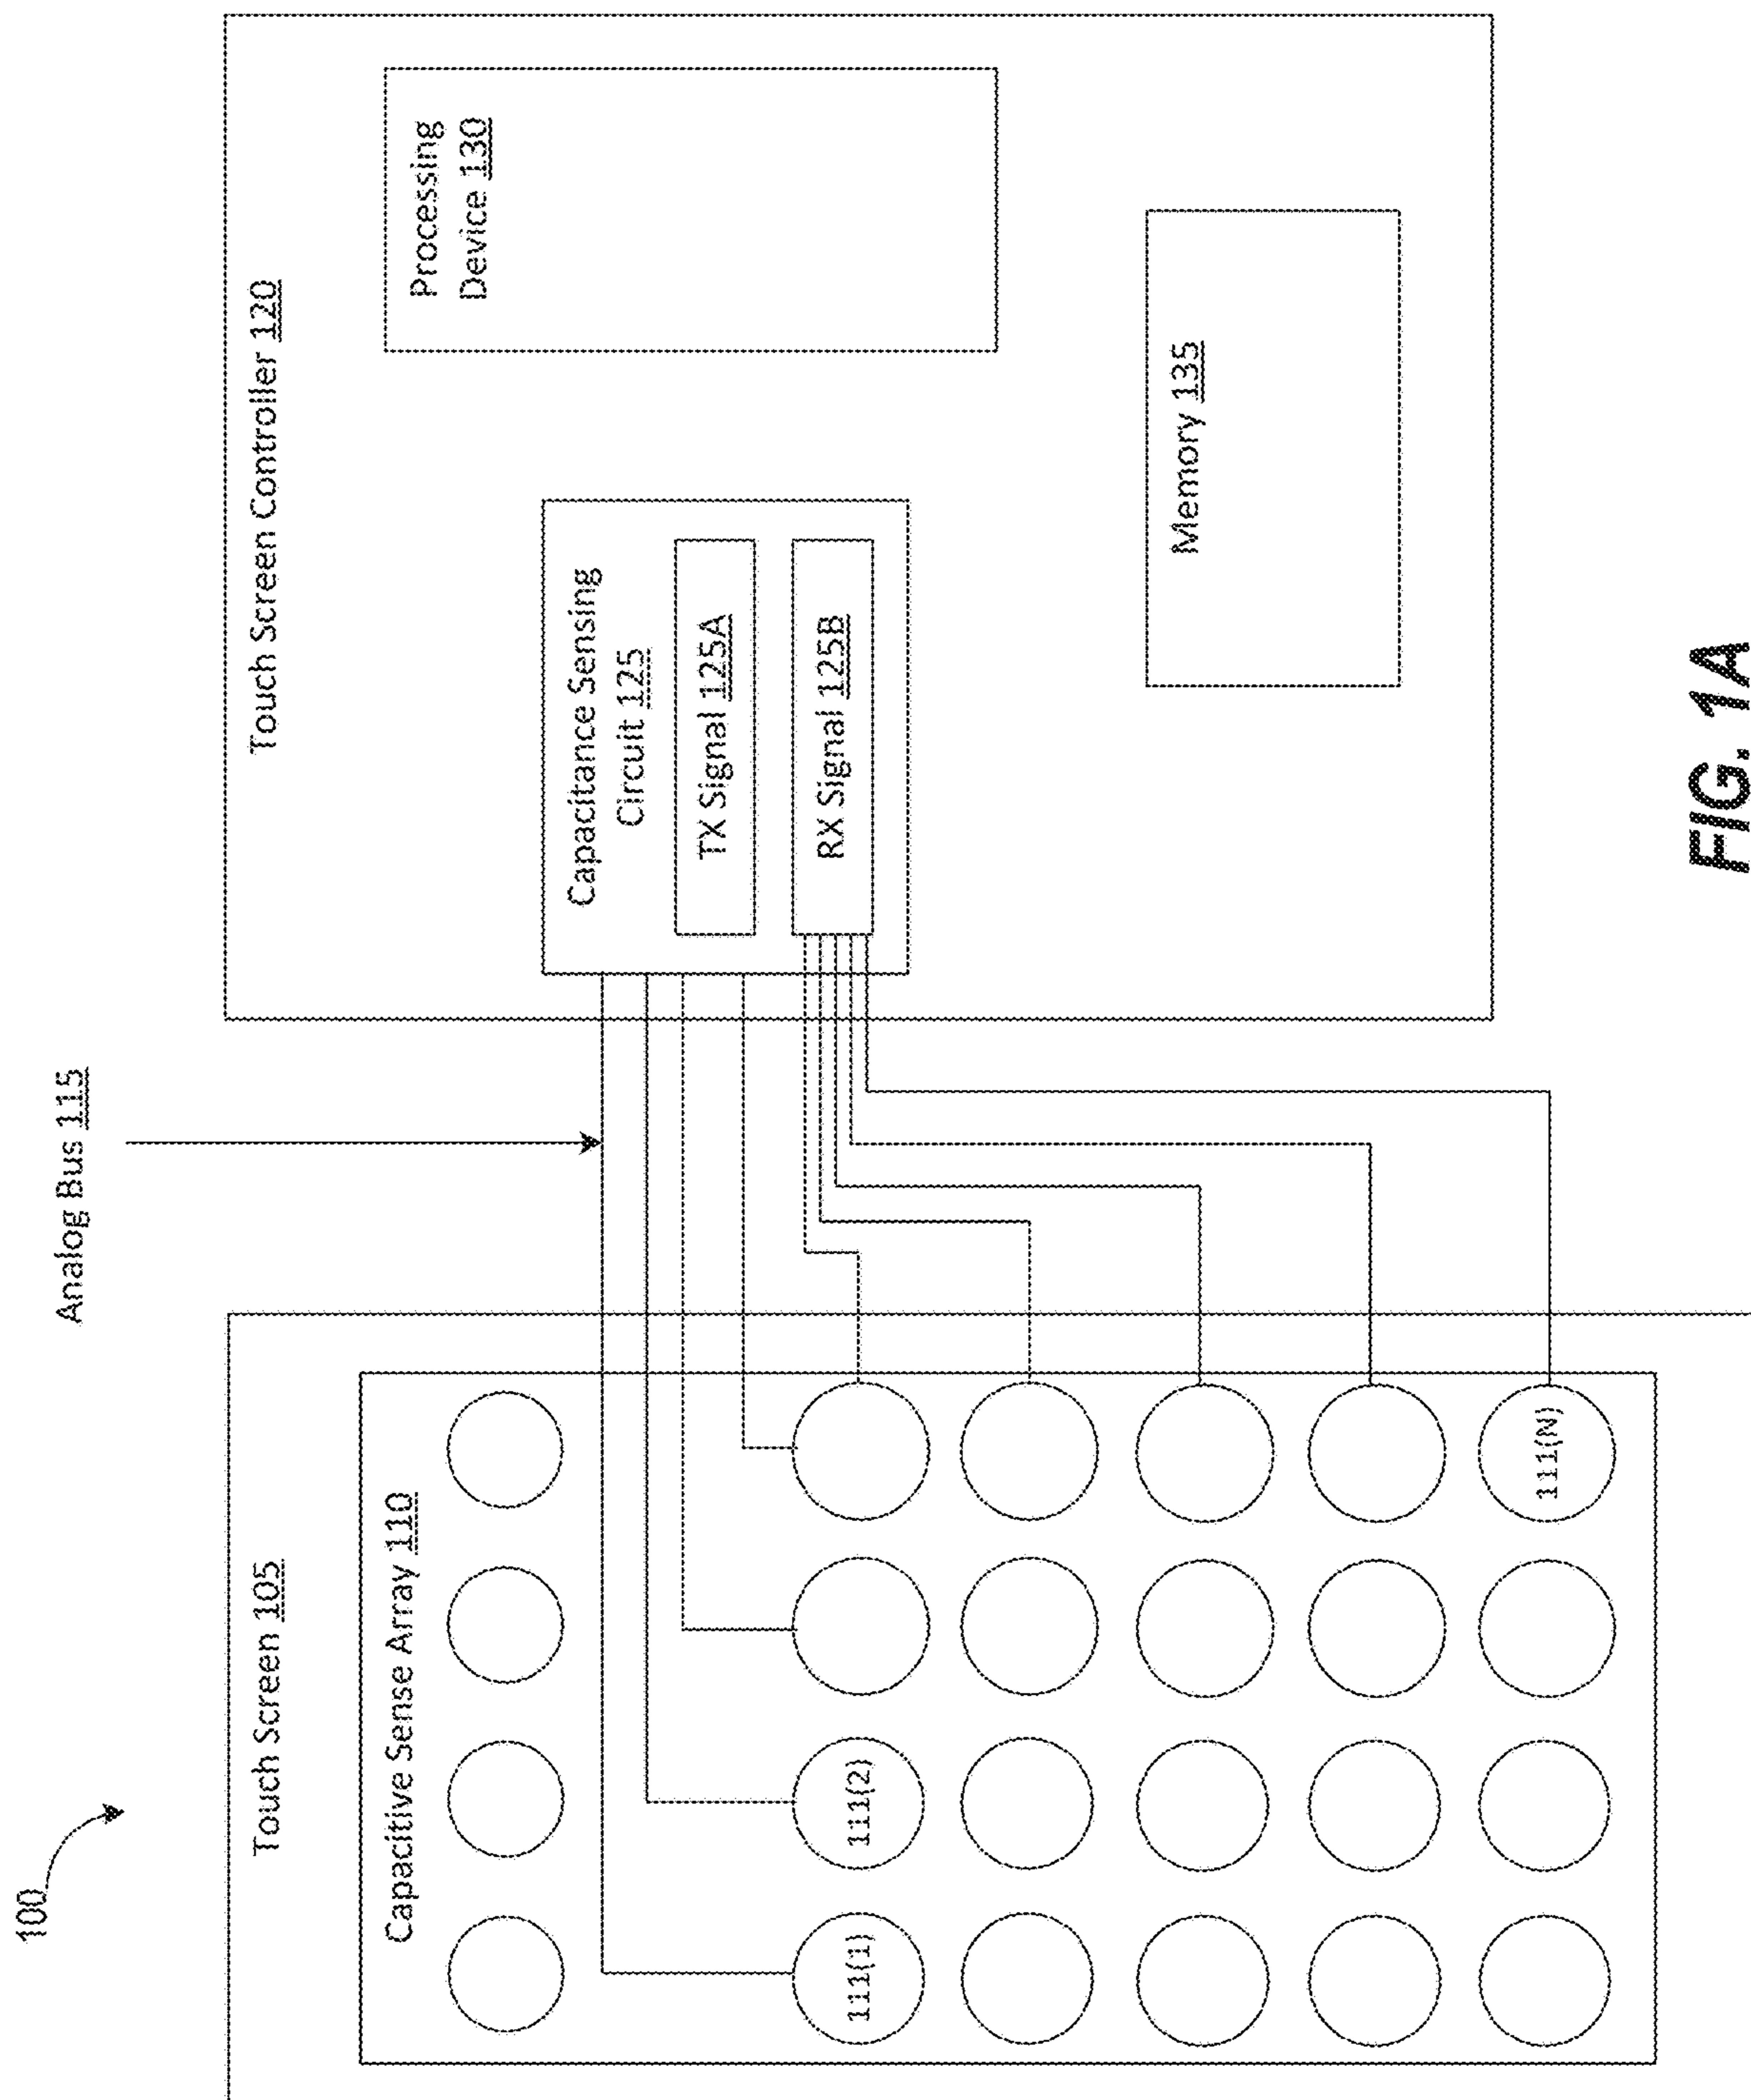 100
Analog Bus 115
Touch Screen 105
Capacitive Sense Array 110
111(1)
111(2)
111(N)
Touch Screen Controller 120
Capacitance Sensing
Circuit 125
TX Signal 125A
RX Signal 125B
Processing
Device 130
Memory 135
FIG. 1A